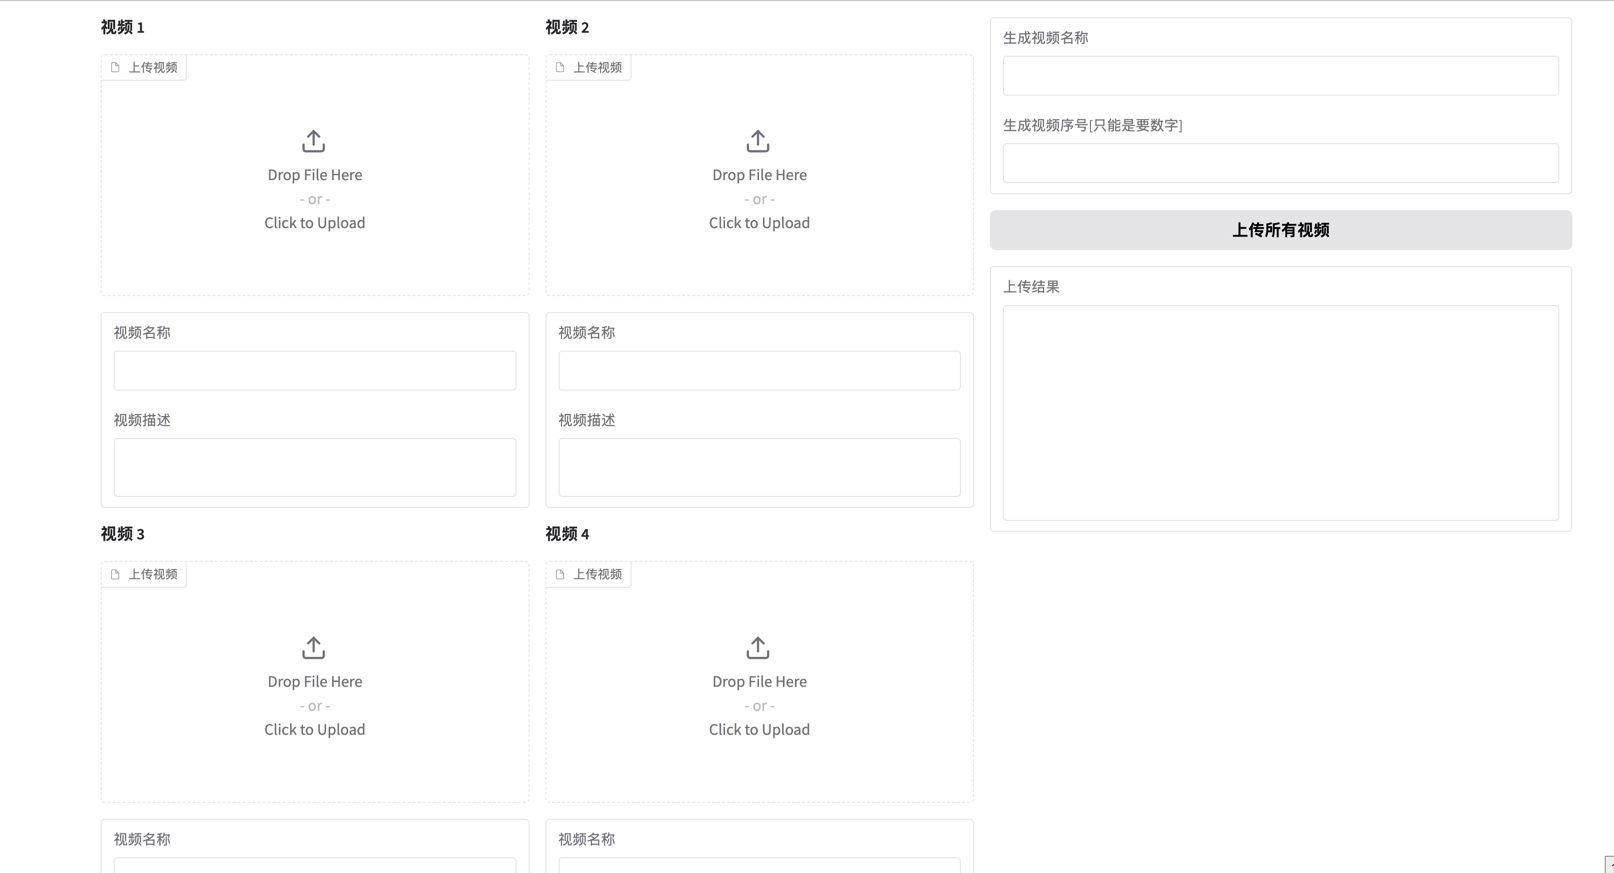 视频 1
上传视频
Drop File Here
- or -
Click to Upload
视频名称
视频描述
视频 2
上传视频
Drop File Here
- or -
Click to Upload
视频名称
视频描述
视频 3
上传视频
Drop File Here
- or -
Click to Upload
视频名称
视频 4
上传视频
Drop File Here
- or -
Click to Upload
视频名称
生成视频名称
生成视频序号[只能是要数字]
上传所有视频
上传结果